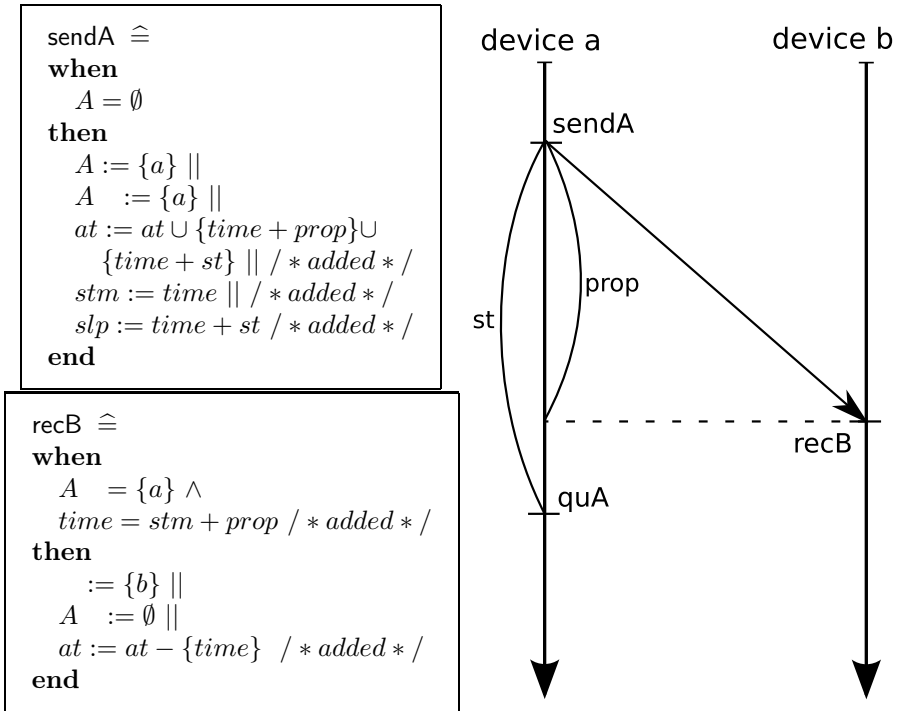 sendA ≙
when
A = ∅
then
A := {a} ||
A := {a} ||
at := at ∪ {time + prop}∪
{time + st} || / ∗ added ∗ /
stm := time || / ∗ added ∗ /
slp := time + st / ∗ added ∗ /
end
recB ≙
when
A = {a} ∧
time = stm + prop / ∗ added ∗ /
then
:= {b} ||
A := ∅ ||
at := at − {time} / ∗ added ∗ /
end
device a
device b
sendA
prop
st
recB
quA